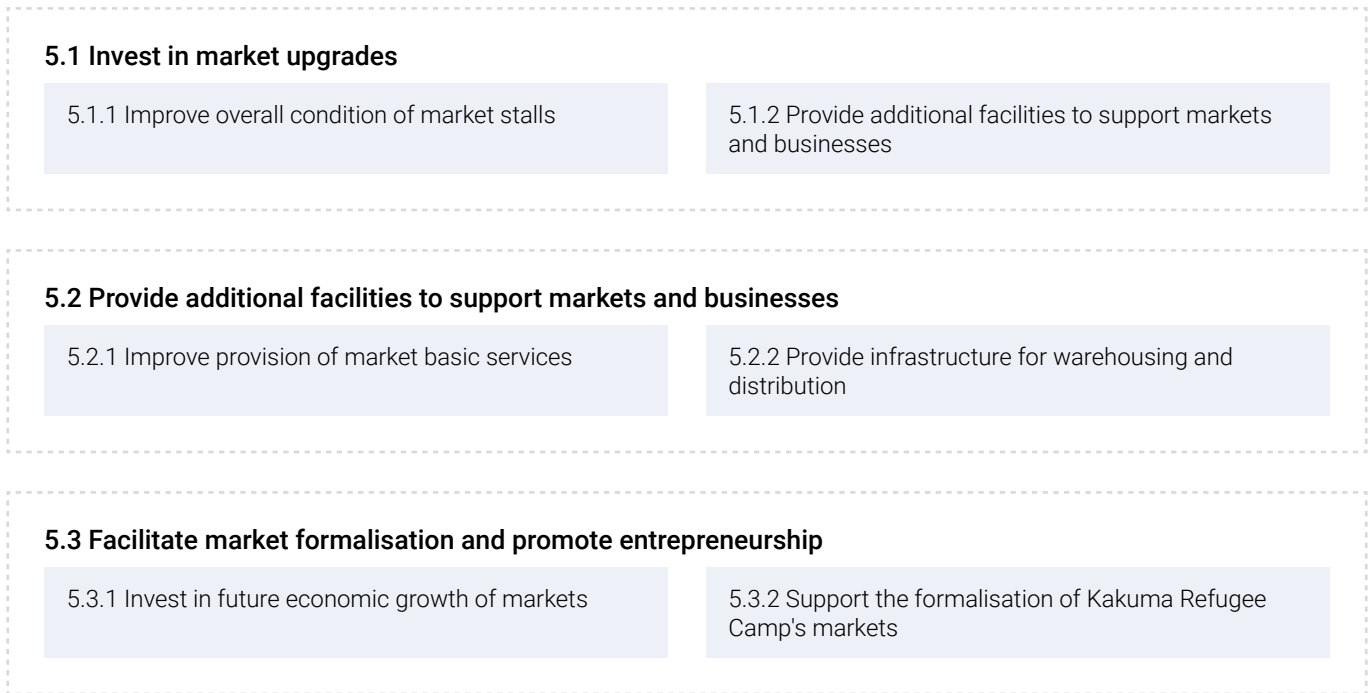 5.1 Invest in market upgrades
5.1.1 Improve overall condition of market stalls
5.1.2 Provide additional facilities to support markets
and businesses
5.2 Provide additional facilities to support markets and businesses
5.2.1 Improve provision of market basic services
5.2.2 Provide infrastructure for warehousing and
distribution
5.3 Facilitate market formalisation and promote entrepreneurship
5.3.1 Invest in future economic growth of markets
5.3.2 Support the formalisation of Kakuma Refugee
Camp's markets